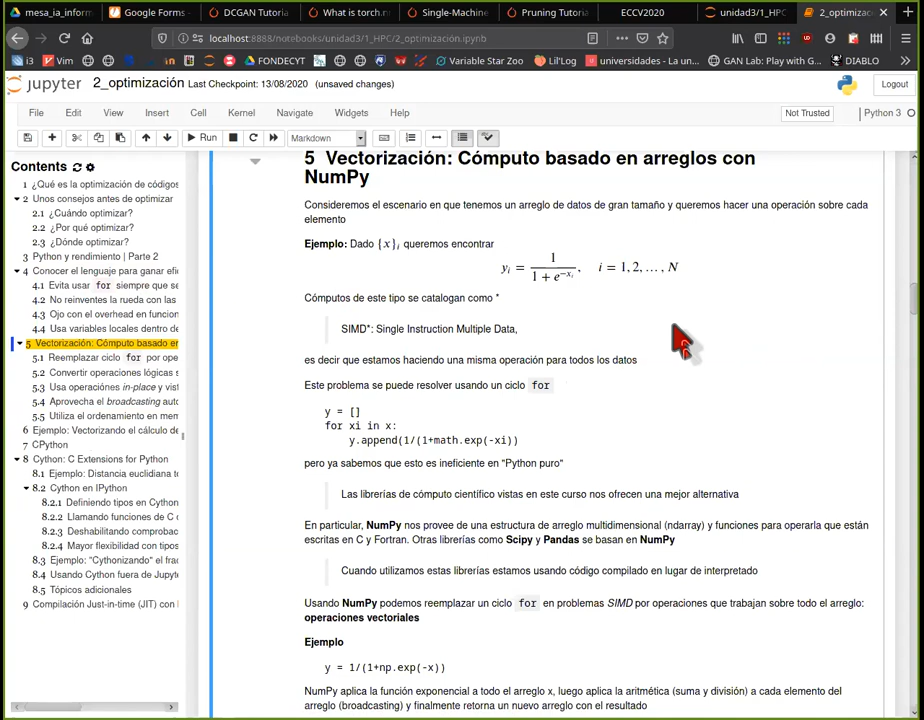 mesa_ia_inform
Google Forms -
DCGAN Tutoria
What is torch.n
Single-Machine
Pruning Tutoria
ECCV2020
unidad3/1_HPC
2_optimizac
localhost:8888/notebooks/unidad3/1_HPC/2_optimización.ipynb
i3
Vim
in
FONDECYT
Variable Star Zoo
Lil'Log
universidades - La un...
GAN Lab: Play with G...
DIABLO
jupyter 2_optimización Last Checkpoint: 13/08/2020 (unsaved changes)
Logout
File Edit View Insert Cell Kernel Navigate Widgets Help
Not Trusted
Python 3
Run
Markdown
Contents
1 ¿Qué es la optimización de códigos
2 Unos consejos antes de optimizar
2.1 ¿Cuándo optimizar?
2.2 ¿Por qué optimizar?
2.3 ¿Dónde optimizar?
3 Python y rendimiento | Parte 2
4 Conocer el lenguaje para ganar efi
4.1 Evita usar for siempre que se
4.2 No reinventes la rueda con las
4.3 Ojo con el overhead en funcion
4.4 Usa variables locales dentro de
5 Vectorización: Cómputo basado en
5.1 Reemplazar ciclo for por ope
5.2 Convertir operaciones lógicas s
5.3 Usa operaciónes in-place y vist
5.4 Aprovecha el broadcasting auto
5.5 Utiliza el ordenamiento en mem
6 Ejemplo: Vectorizando el cálculo de
7 CPython
8 Cython: C Extensions for Python
8.1 Ejemplo: Distancia euclidiana to
8.2 Cython en IPython
8.2.1 Definiendo tipos en Cython
8.2.2 Llamando funciones de C d
8.2.3 Deshabilitando comprobac
8.2.4 Mayor flexibilidad con tipos
8.3 Ejemplo: "Cythonizando" el frac
8.4 Usando Cython fuera de Jupyte
8.5 Tópicos adicionales
9 Compilación Just-in-time (JIT) con l
5 Vectorización: Cómputo basado en arreglos con
NumPy
Consideremos el escenario en que tenemos un arreglo de datos de gran tamaño y queremos hacer una operación sobre cada
elemento
Ejemplo: Dado {x}i queremos encontrar
yi = 1 / (1 + e^−xi), i = 1, 2, … , N
Cómputos de este tipo se catalogan como *
SIMD*: Single Instruction Multiple Data,
es decir que estamos haciendo una misma operación para todos los datos
Este problema se puede resolver usando un ciclo for
y = []
for xi in x:
y.append(1/(1+math.exp(-xi))
pero ya sabemos que esto es ineficiente en "Python puro"
Las librerías de cómputo científico vistas en este curso nos ofrecen una mejor alternativa
En particular, NumPy nos provee de una estructura de arreglo multidimensional (ndarray) y funciones para operarla que están
escritas en C y Fortran. Otras librerías como Scipy y Pandas se basan en NumPy
Cuando utilizamos estas librerías estamos usando código compilado en lugar de interpretado
Usando NumPy podemos reemplazar un ciclo for en problemas SIMD por operaciones que trabajan sobre todo el arreglo:
operaciones vectoriales
Ejemplo
y = 1/(1+np.exp(-x))
NumPy aplica la función exponencial a todo el arreglo x, luego aplica la aritmética (suma y división) a cada elemento del
arreglo (broadcasting) y finalmente retorna un nuevo arreglo con el resultado